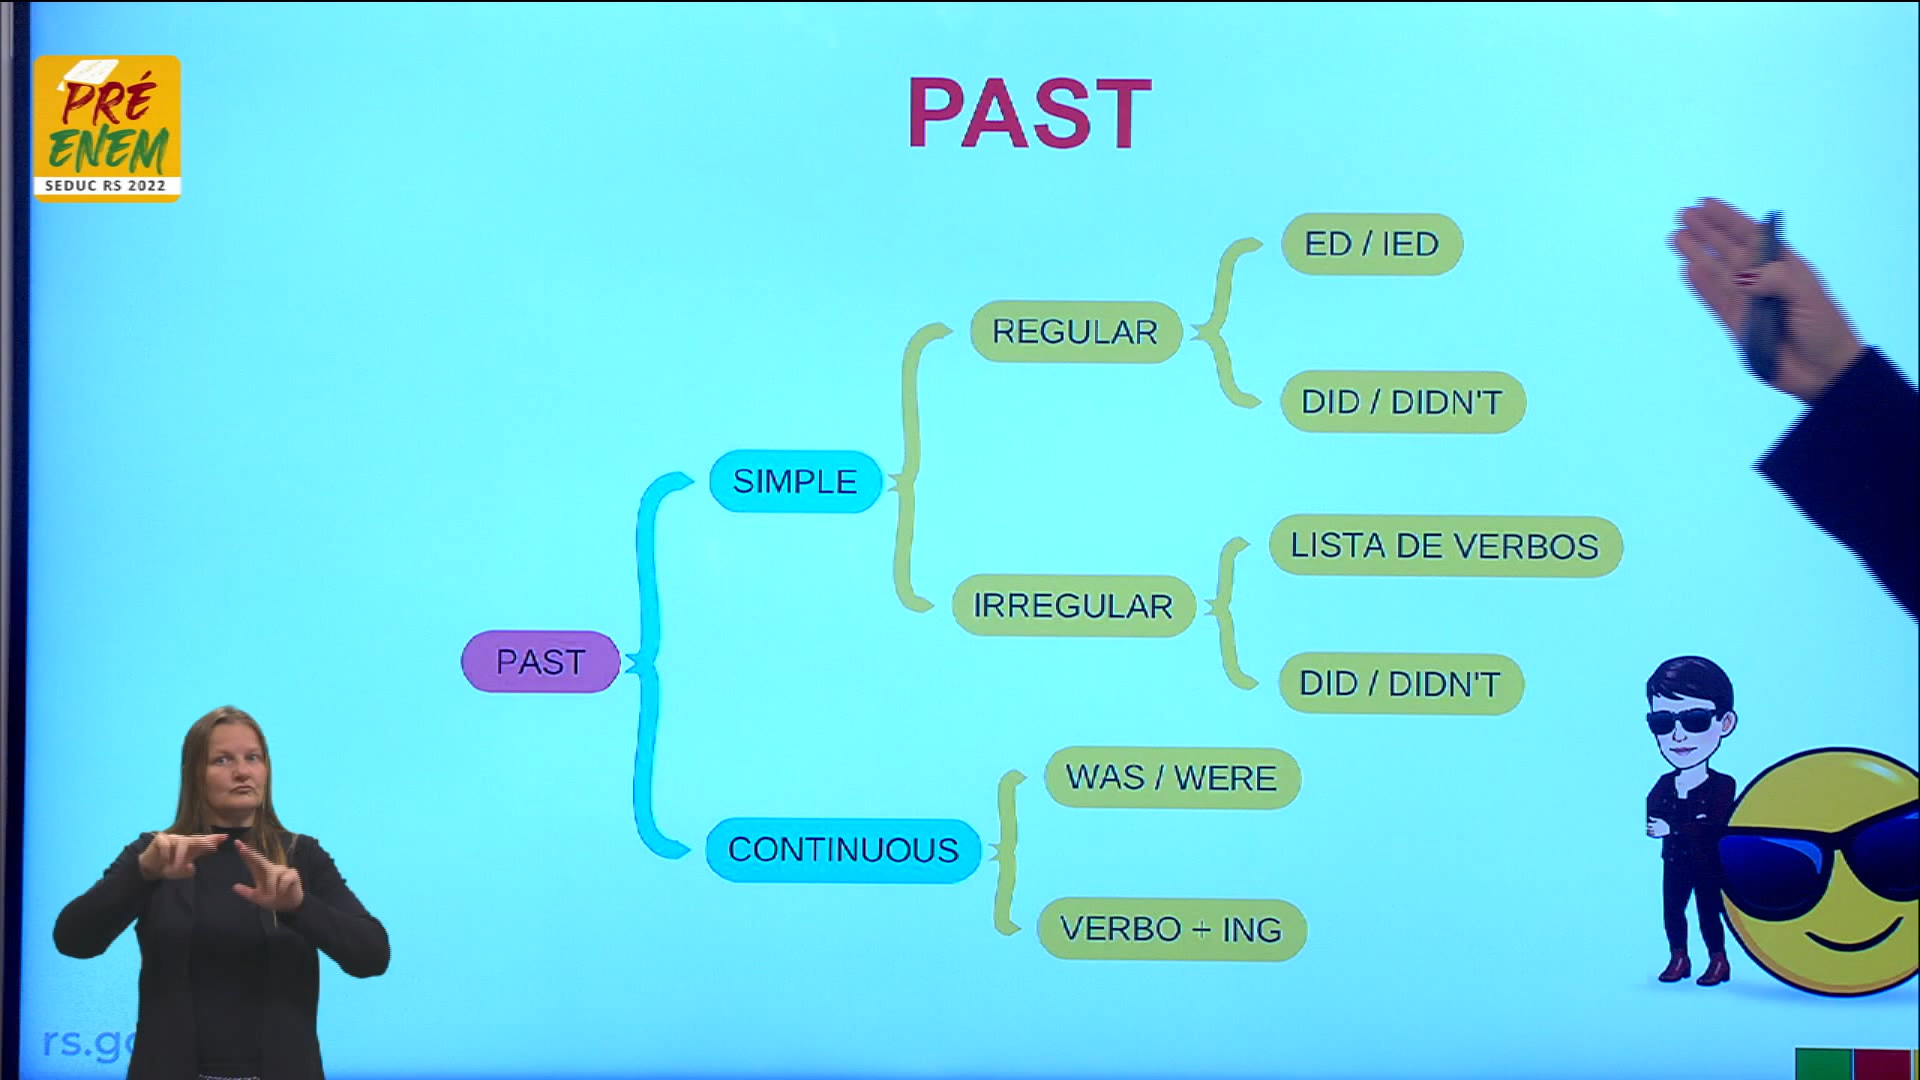 PRÉ
ENEM
SEDUC RS 2022
PAST
ED / IED
REGULAR
DID / DIDN'T
SIMPLE
LISTA DE VERBOS
IRREGULAR
DID / DIDN'T
PAST
WAS / WERE
CONTINUOUS
VERBO + ING